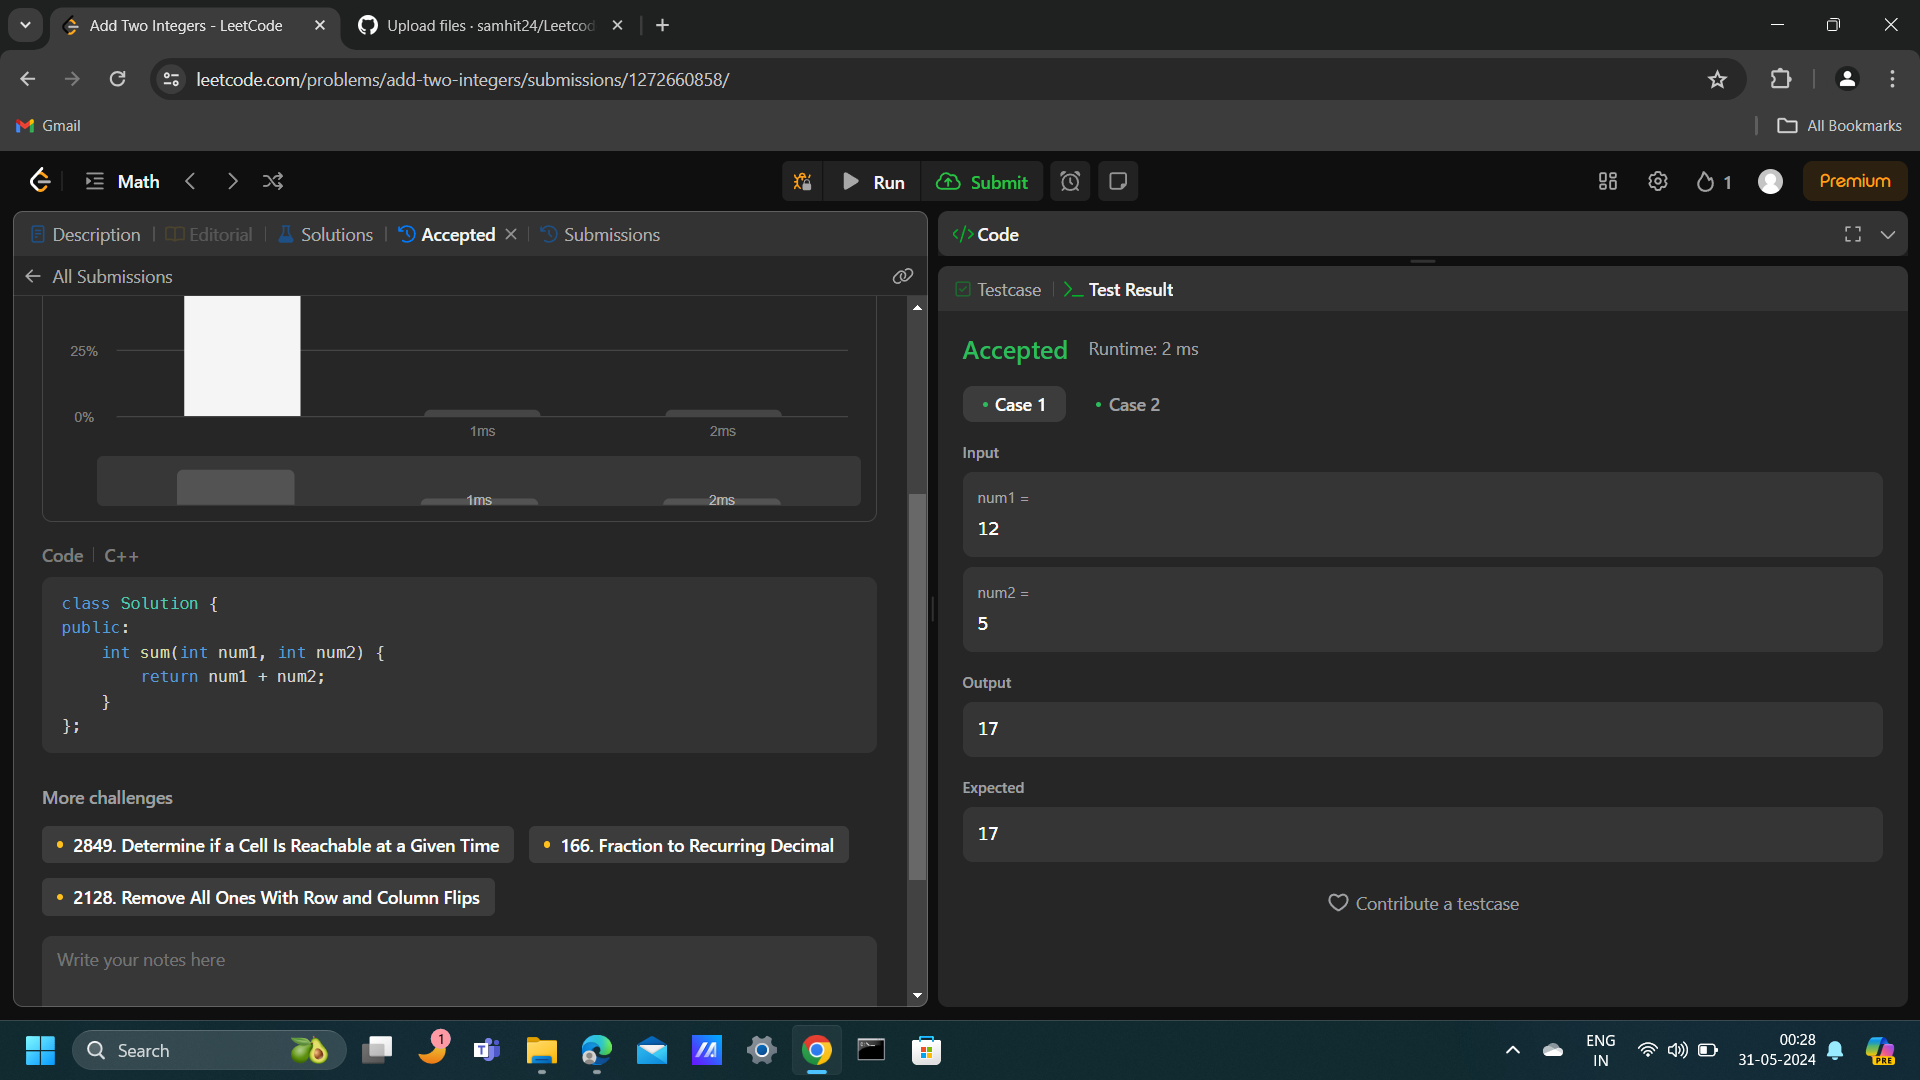 Add Two Integers - LeetCode
Upload files · samhit24/Leetcod
leetcode.com/problems/add-two-integers/submissions/1272660858/
Gmail
All Bookmarks
Math
Run
Submit
1
Premium
Description
Editorial
Solutions
Accepted
Submissions
All Submissions
25%
0%
1ms
2ms
1ms
2ms
Code
C++
class Solution {
public:
    int sum(int num1, int num2) {
        return num1 + num2;
    }
};
More challenges
2849. Determine if a Cell Is Reachable at a Given Time
166. Fraction to Recurring Decimal
2128. Remove All Ones With Row and Column Flips
Write your notes here
</> Code
Testcase
Test Result
Accepted
Runtime: 2 ms
Case 1
Case 2
Input
num1 =
12
num2 =
5
Output
17
Expected
17
Contribute a testcase
Search
1
ENG
IN
00:28
31-05-2024
PRE